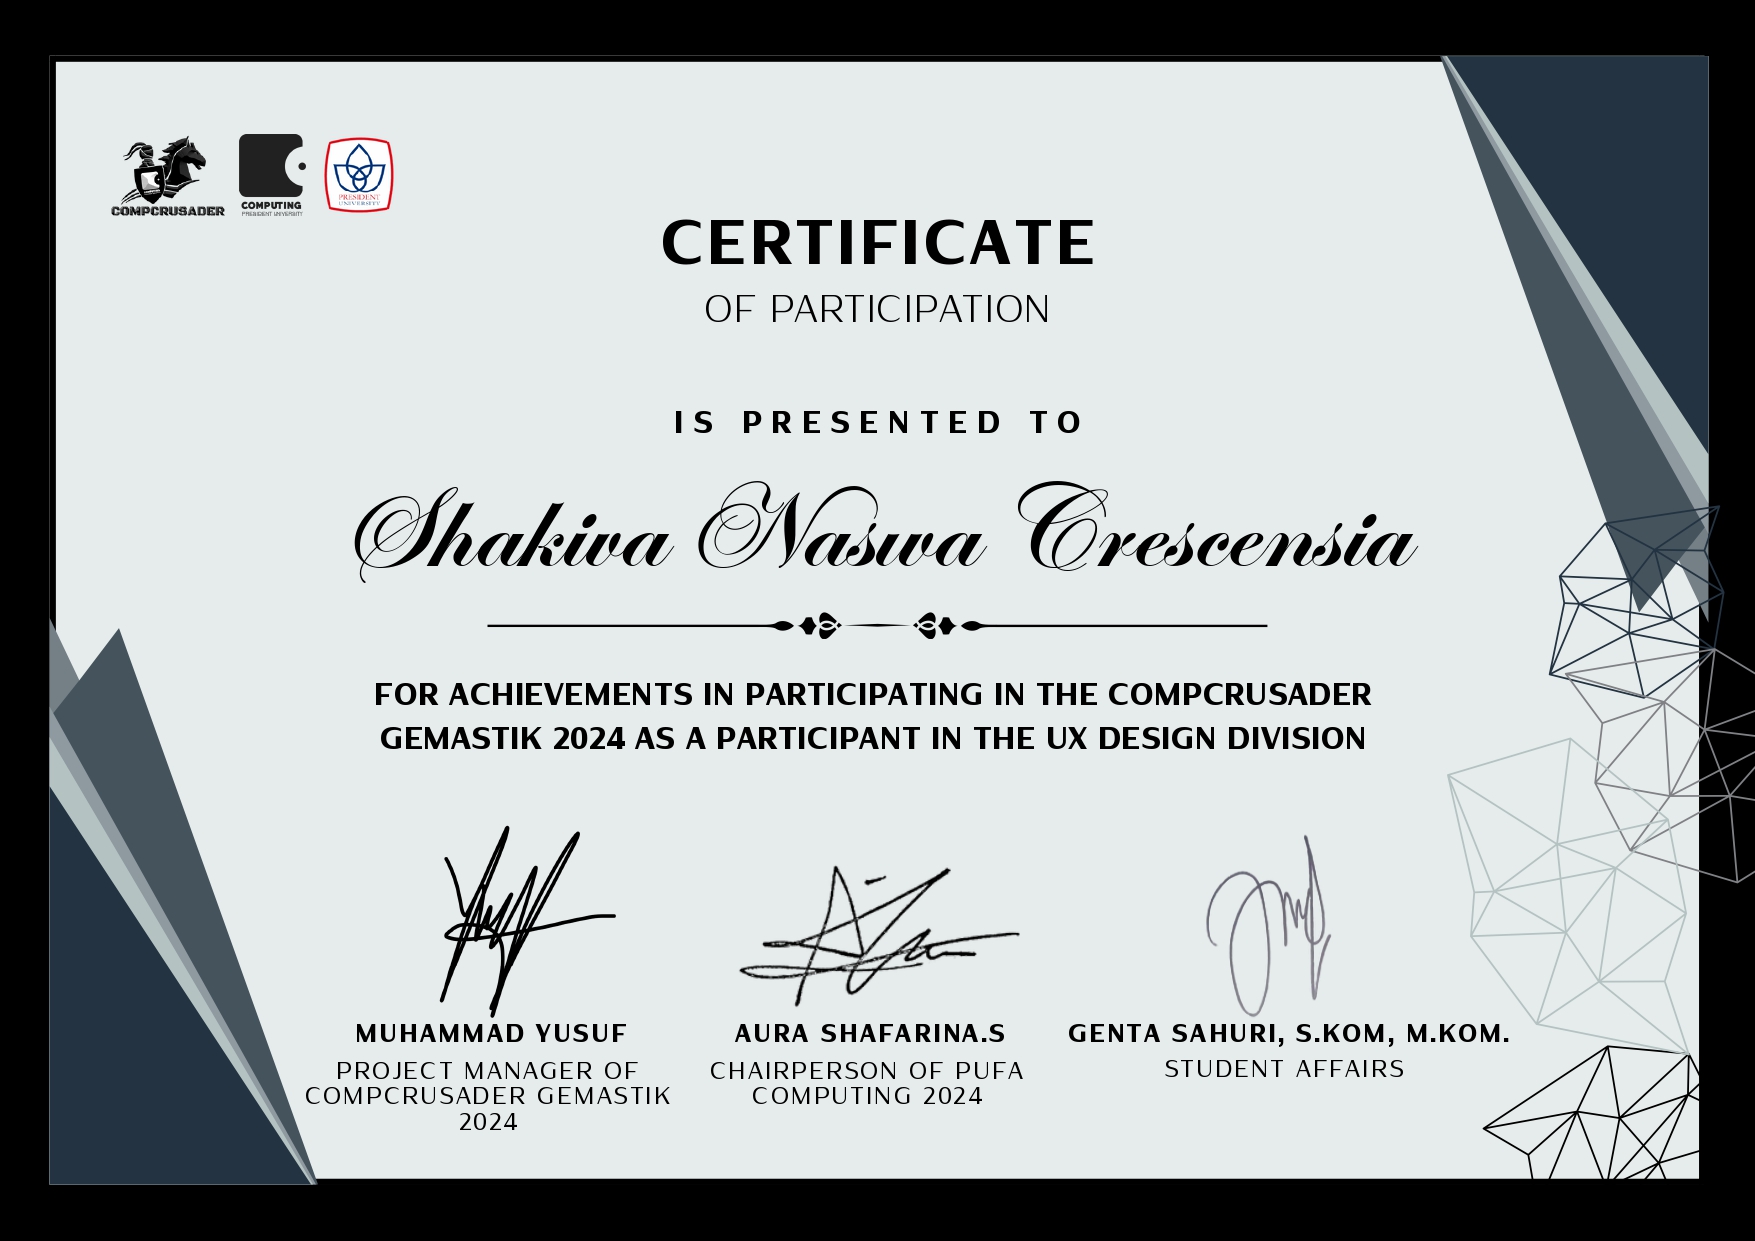 COMPCRUSADER
COMPUTING
PRESIDENT UNIVERSITY
PRESIDENT
UNIVERSITY
CERTIFICATE
OF PARTICIPATION
IS PRESENTED TO
Shakiva Naswa Crescensia
FOR ACHIEVEMENTS IN PARTICIPATING IN THE COMPCRUSADER
GEMASTIK 2024 AS A PARTICIPANT IN THE UX DESIGN DIVISION
MUHAMMAD YUSUF
PROJECT MANAGER OF
COMPCRUSADER GEMASTIK
2024
AURA SHAFARINA.S
CHAIRPERSON OF PUFA
COMPUTING 2024
GENTA SAHURI, S.KOM, M.KOM.
STUDENT AFFAIRS